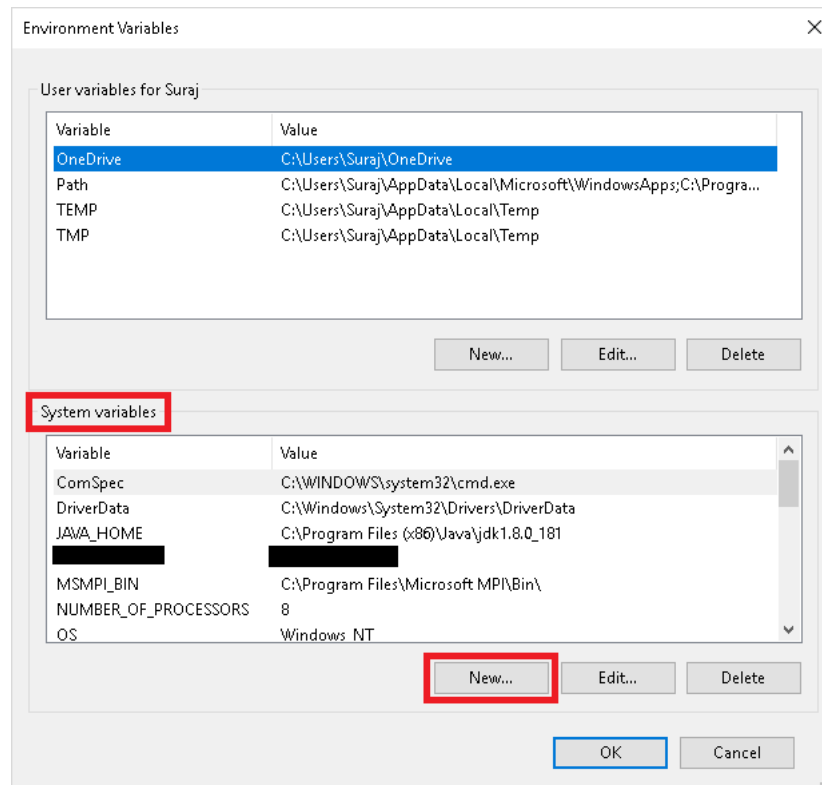 Environment Variables
User variables for Suraj
Variable Value
OneDrive C:\Users\Suraj\OneDrive
Path C:\Users\Suraj\AppData\Local\Microsoft\WindowsApps;C:\Progra...
TEMP C:\Users\Suraj\AppData\Local\Temp
TMP C:\Users\Suraj\AppData\Local\Temp
New... Edit... Delete
System variables
Variable Value
ComSpec C:\WINDOWS\system32\cmd.exe
DriverData C:\Windows\System32\Drivers\DriverData
JAVA_HOME C:\Program Files (x86)\Java\jdk1.8.0_181
MSMPI_BIN C:\Program Files\Microsoft MPI\Bin\
NUMBER_OF_PROCESSORS 8
OS Windows_NT
New... Edit... Delete
OK Cancel